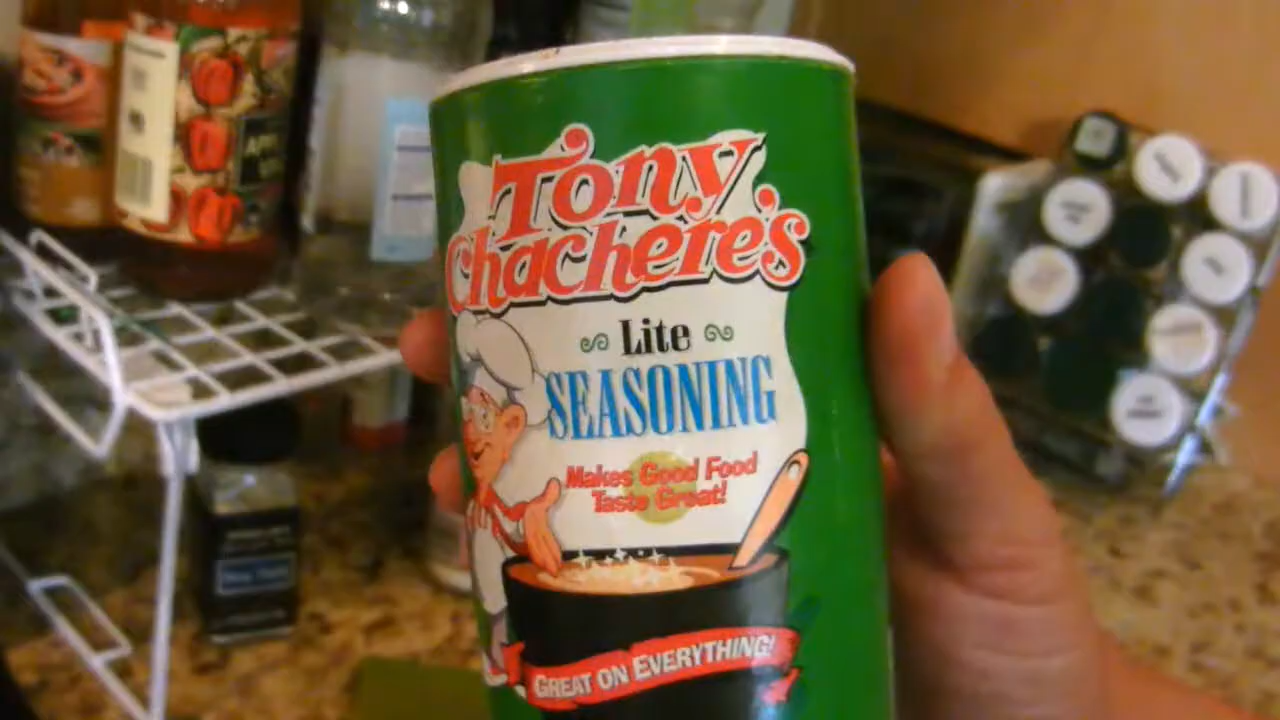 Tony
Chachere's
Lite
SEASONING
Makes Good Food
Taste Great!
GREAT ON EVERYTHING!